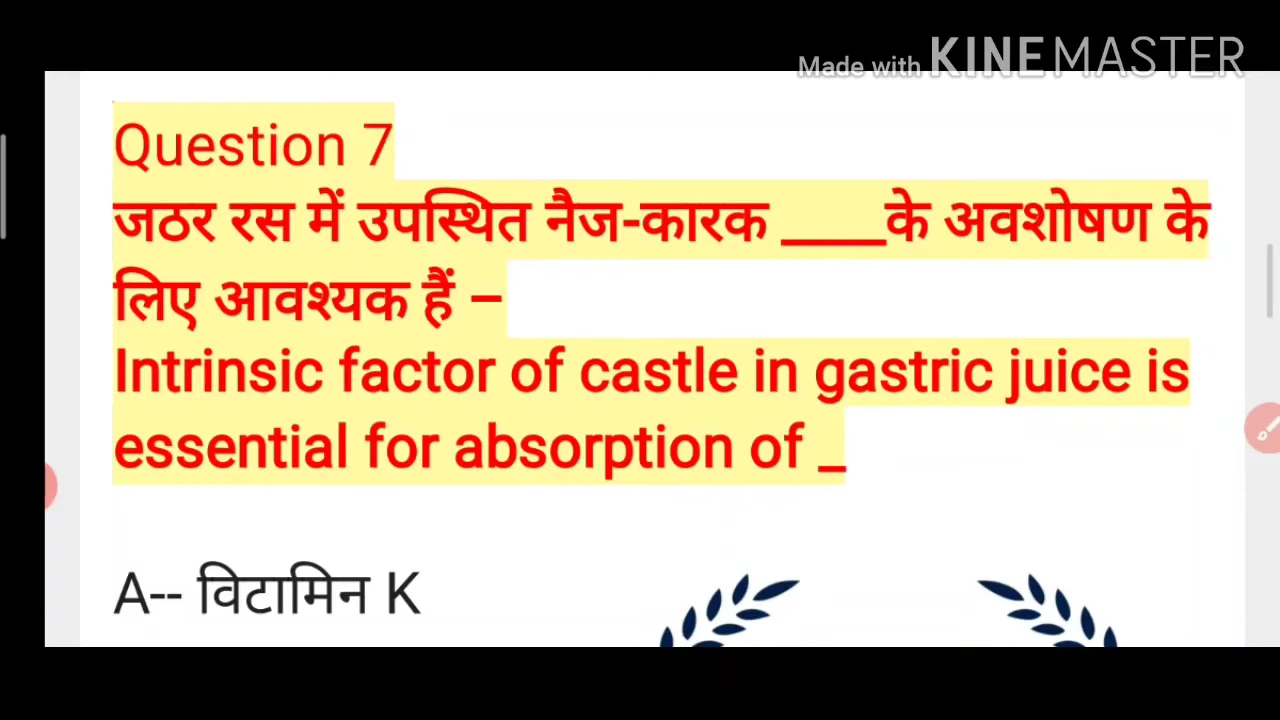 Made with KINEMASTER
Question 7
जठर रस में उपस्थित नैज-कारक ____के अवशोषण के
लिए आवश्यक हैं –
Intrinsic factor of castle in gastric juice is
essential for absorption of _
A-- विटामिन K